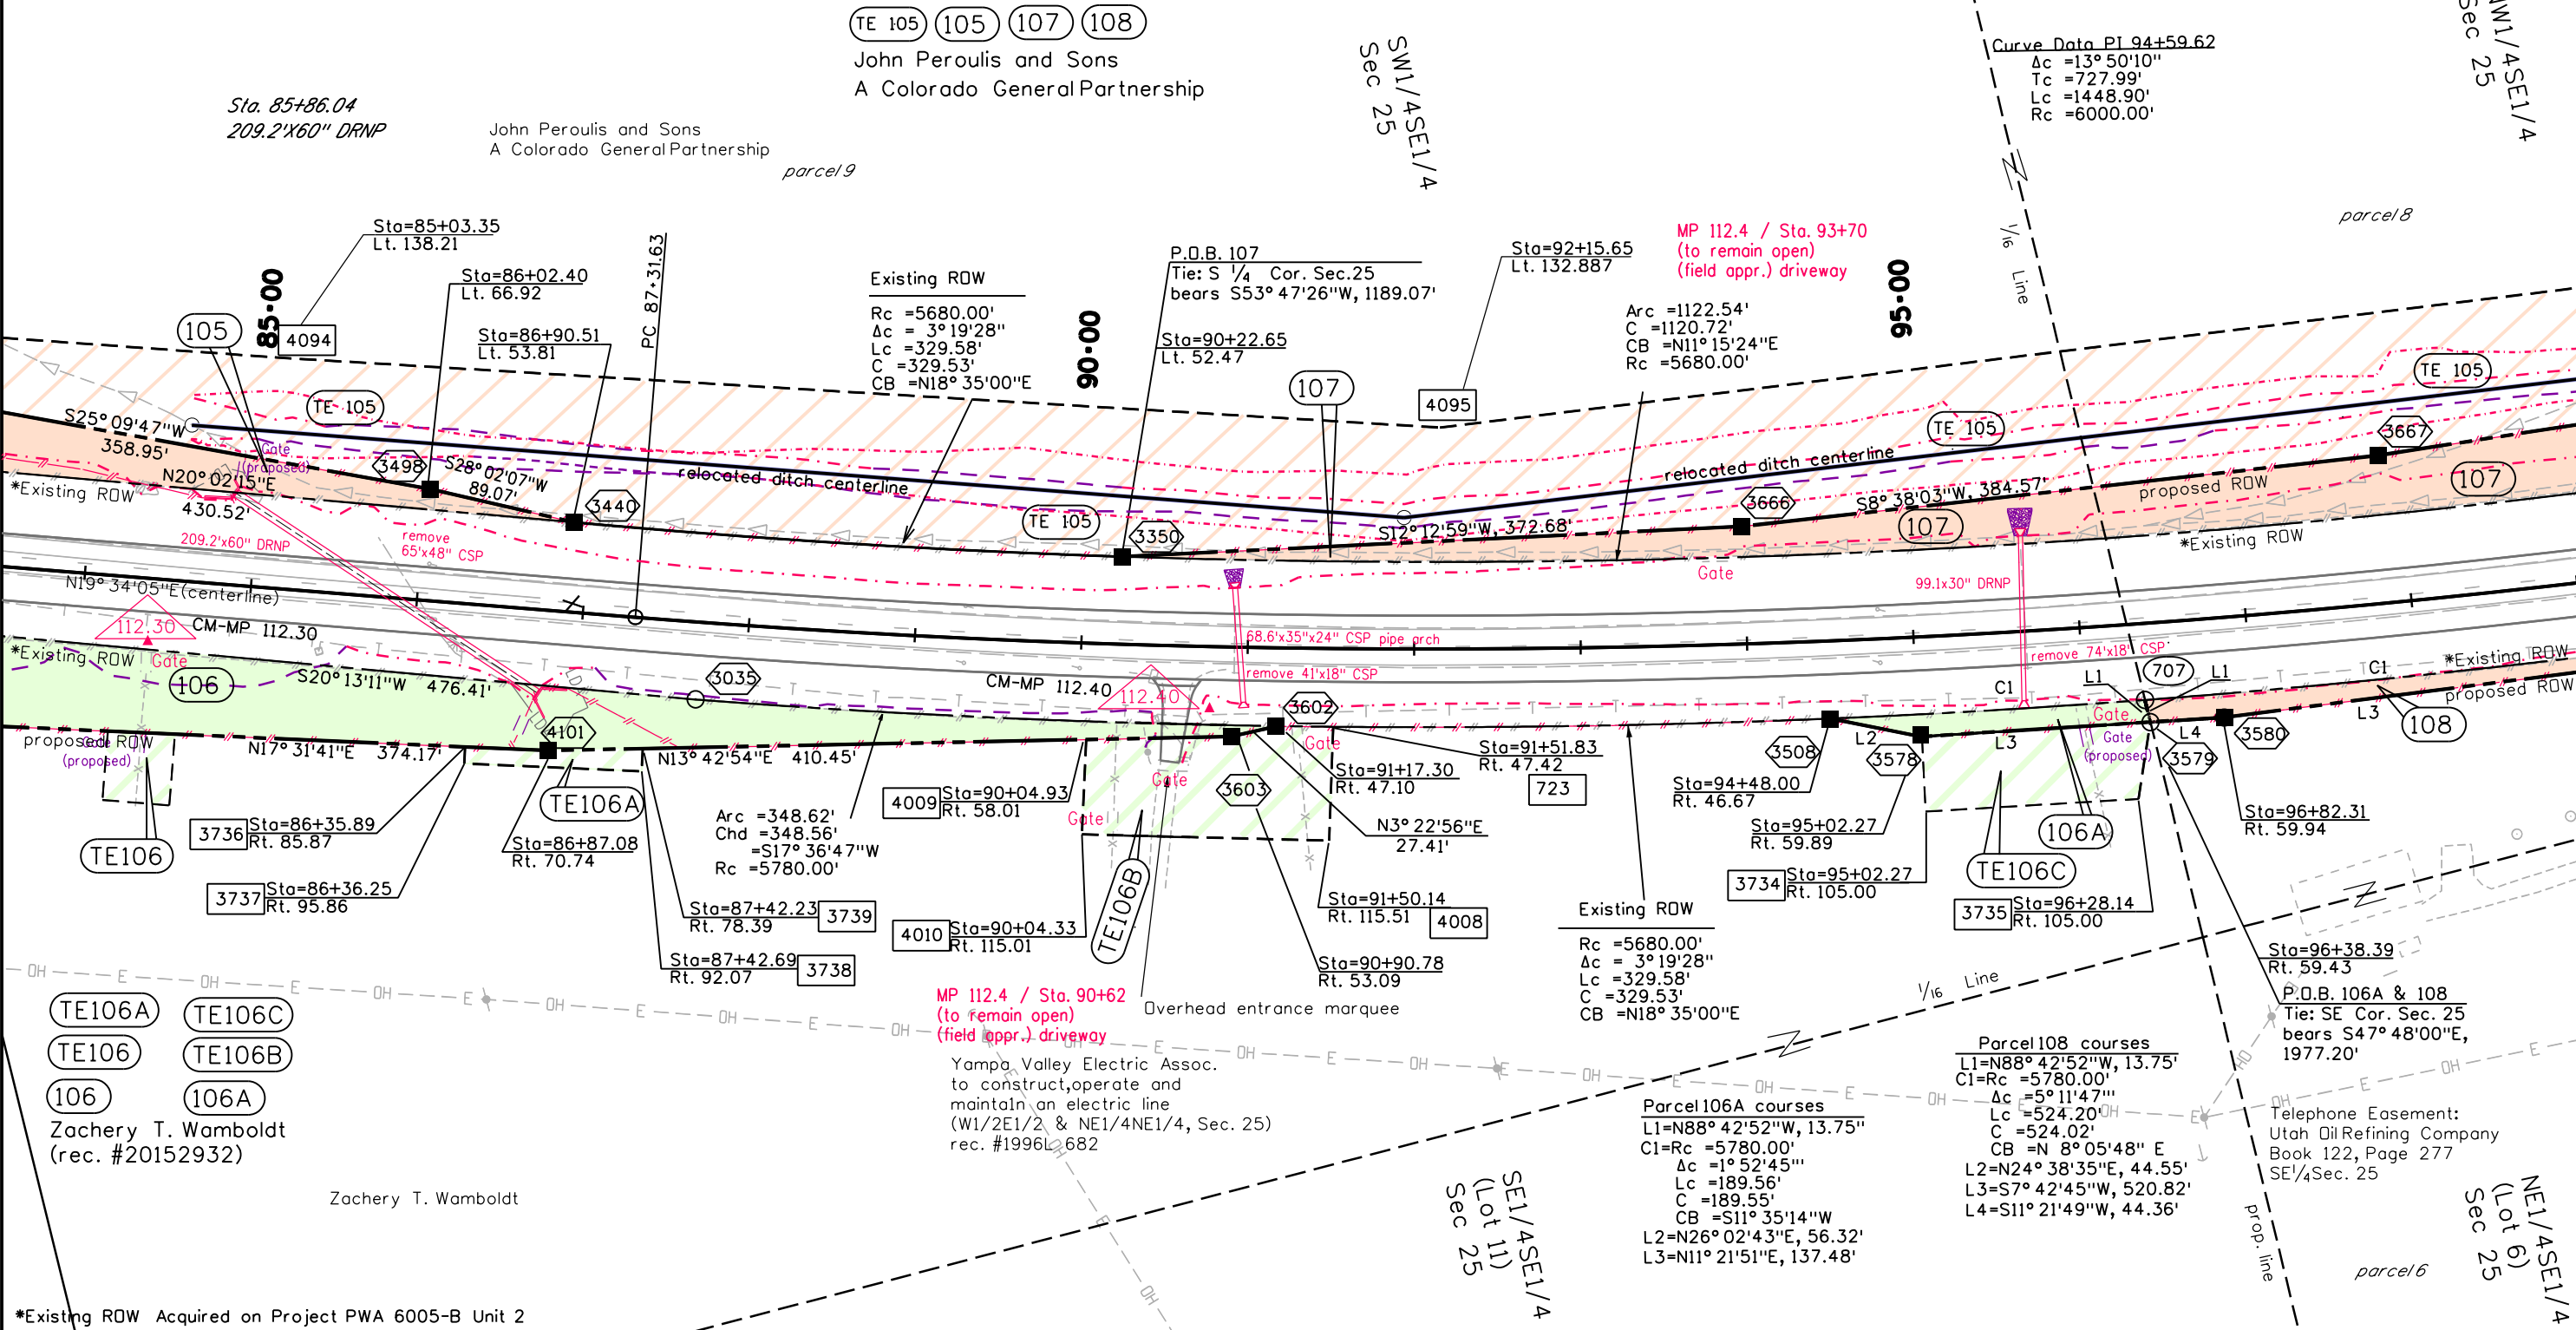 TE 105 105 107 108
John Peroulis and Sons
A Colorado General Partnership
SW1/4SE1/4
Sec 25
Curve Data PI 94+59.62
Δc =13°50'10"
Tc =727.99'
Lc =1448.90'
Rc =6000.00'
NW1/4SE1/4
Sec 25
Sta. 85+86.04
209.2'X60" DRNP
John Peroulis and Sons
A Colorado General Partnership
parcel 9
parcel 8
1/16 Line
Sta=85+03.35
Lt. 138.21
4094
85+00
105
Sta=86+02.40
Lt. 66.92
Sta=86+90.51
Lt. 53.81
PC 87+31.63
Existing ROW
Rc =5680.00'
Δc = 3°19'28"
Lc =329.58'
C =329.53'
CB =N18°35'00"E
90+00
P.O.B. 107
Tie: S 1/4 Cor. Sec.25
bears S53°47'26"W, 1189.07'
Sta=90+22.65
Lt. 52.47
107
Sta=92+15.65
Lt. 132.887
4095
MP 112.4 / Sta. 93+70
(to remain open)
(field appr.) driveway
Arc =1122.54'
C =1120.72'
CB =N11°15'24"E
Rc =5680.00'
95+00
TE 105
TE 105
TE 105
TE 105
S25°09'47"W
358.95'
Gate
(proposed)
3498
S28°02'07"W
89.07'
3440
relocated ditch centerline
3350
relocated ditch centerline
S12°12'59"W, 372.68'
3666
S8°38'03"W, 384.57'
3667
proposed ROW
107
107
*Existing ROW
*Existing ROW
N20°02'15"E
430.52'
209.2'x60" DRNP
remove
65'x48" CSP
Gate
99.1x30" DRNP
N19°34'05"E(centerline)
112.30
CM-MP 112.30
*Existing ROW
Gate
106
S20°13'11"W 476.41'
3035
68.6'x35"x24" CSP pipe arch
remove 41'x18" CSP
CM-MP 112.40
112.40
3602
remove 74'x18' CSP
C1
L1
707
L1
C1
*Existing ROW
proposed ROW
L3
108
proposed ROW
Gate
(proposed)
N17°31'41"E 374.17'
4101
N13°42'54"E 410.45'
TE106
TE106A
Gate
Gate
Gate
3603
Sta=91+51.83
Rt. 47.42
723
Sta=91+17.30
Rt. 47.10
N3°22'56"E
27.41'
3508
L2
3578
L3
Gate
Gate
(proposed)
L4
3579
3580
106A
TE106C
Sta=94+48.00
Rt. 46.67
Sta=95+02.27
Rt. 59.89
3734
Sta=95+02.27
Rt. 105.00
3735
Sta=96+28.14
Rt. 105.00
Sta=96+82.31
Rt. 59.94
3736
Sta=86+35.89
Rt. 85.87
3737
Sta=86+36.25
Rt. 95.86
Sta=86+87.08
Rt. 70.74
Arc =348.62'
Chd =348.56'
=S17°36'47"W
Rc =5780.00'
Sta=87+42.23
Rt. 78.39
3739
Sta=87+42.69
Rt. 92.07
3738
4009
Sta=90+04.93
Rt. 58.01
4010
Sta=90+04.33
Rt. 115.01
TE106B
Sta=91+50.14
Rt. 115.51
4008
Sta=90+90.78
Rt. 53.09
Existing ROW
Rc =5680.00'
Δc = 3°19'28"
Lc =329.58'
C =329.53'
CB =N18°35'00"E
1/16 Line
Sta=96+38.39
Rt. 59.43
P.O.B. 106A & 108
Tie: SE Cor. Sec. 25
bears S47°48'00"E,
1977.20'
MP 112.4 / Sta. 90+62
(to remain open)
(field appr.) driveway
Overhead entrance marquee
Yampa Valley Electric Assoc.
to construct,operate and
maintain an electric line
(W1/2E1/2 & NE1/4NE1/4, Sec. 25)
rec. #1996L 682
TE106A TE106C
TE106 TE106B
106 106A
Zachery T. Wamboldt
(rec. #20152932)
Zachery T. Wamboldt
Parcel 106A courses
L1=N88°42'52"W, 13.75"
C1=Rc =5780.00'
Δc =1°52'45"'
Lc =189.56'
C =189.55'
CB =S11°35'14"W
L2=N26°02'43"E, 56.32'
L3=N11°21'51"E, 137.48'
Parcel 108 courses
L1=N88°42'52"W, 13.75'
C1=Rc =5780.00'
Δc =5°11'47"'
Lc =524.20'
C =524.02'
CB =N 8°05'48" E
L2=N24°38'35"E, 44.55'
L3=S7°42'45"W, 520.82'
L4=S11°21'49"W, 44.36'
Telephone Easement:
Utah Oil Refining Company
Book 122, Page 277
SE1/4Sec. 25
prop. line
SE1/4SE1/4
(Lot 11)
Sec 25
NE1/4SE1/4
(Lot 6)
Sec 25
parcel 6
*Existing ROW Acquired on Project PWA 6005-B Unit 2